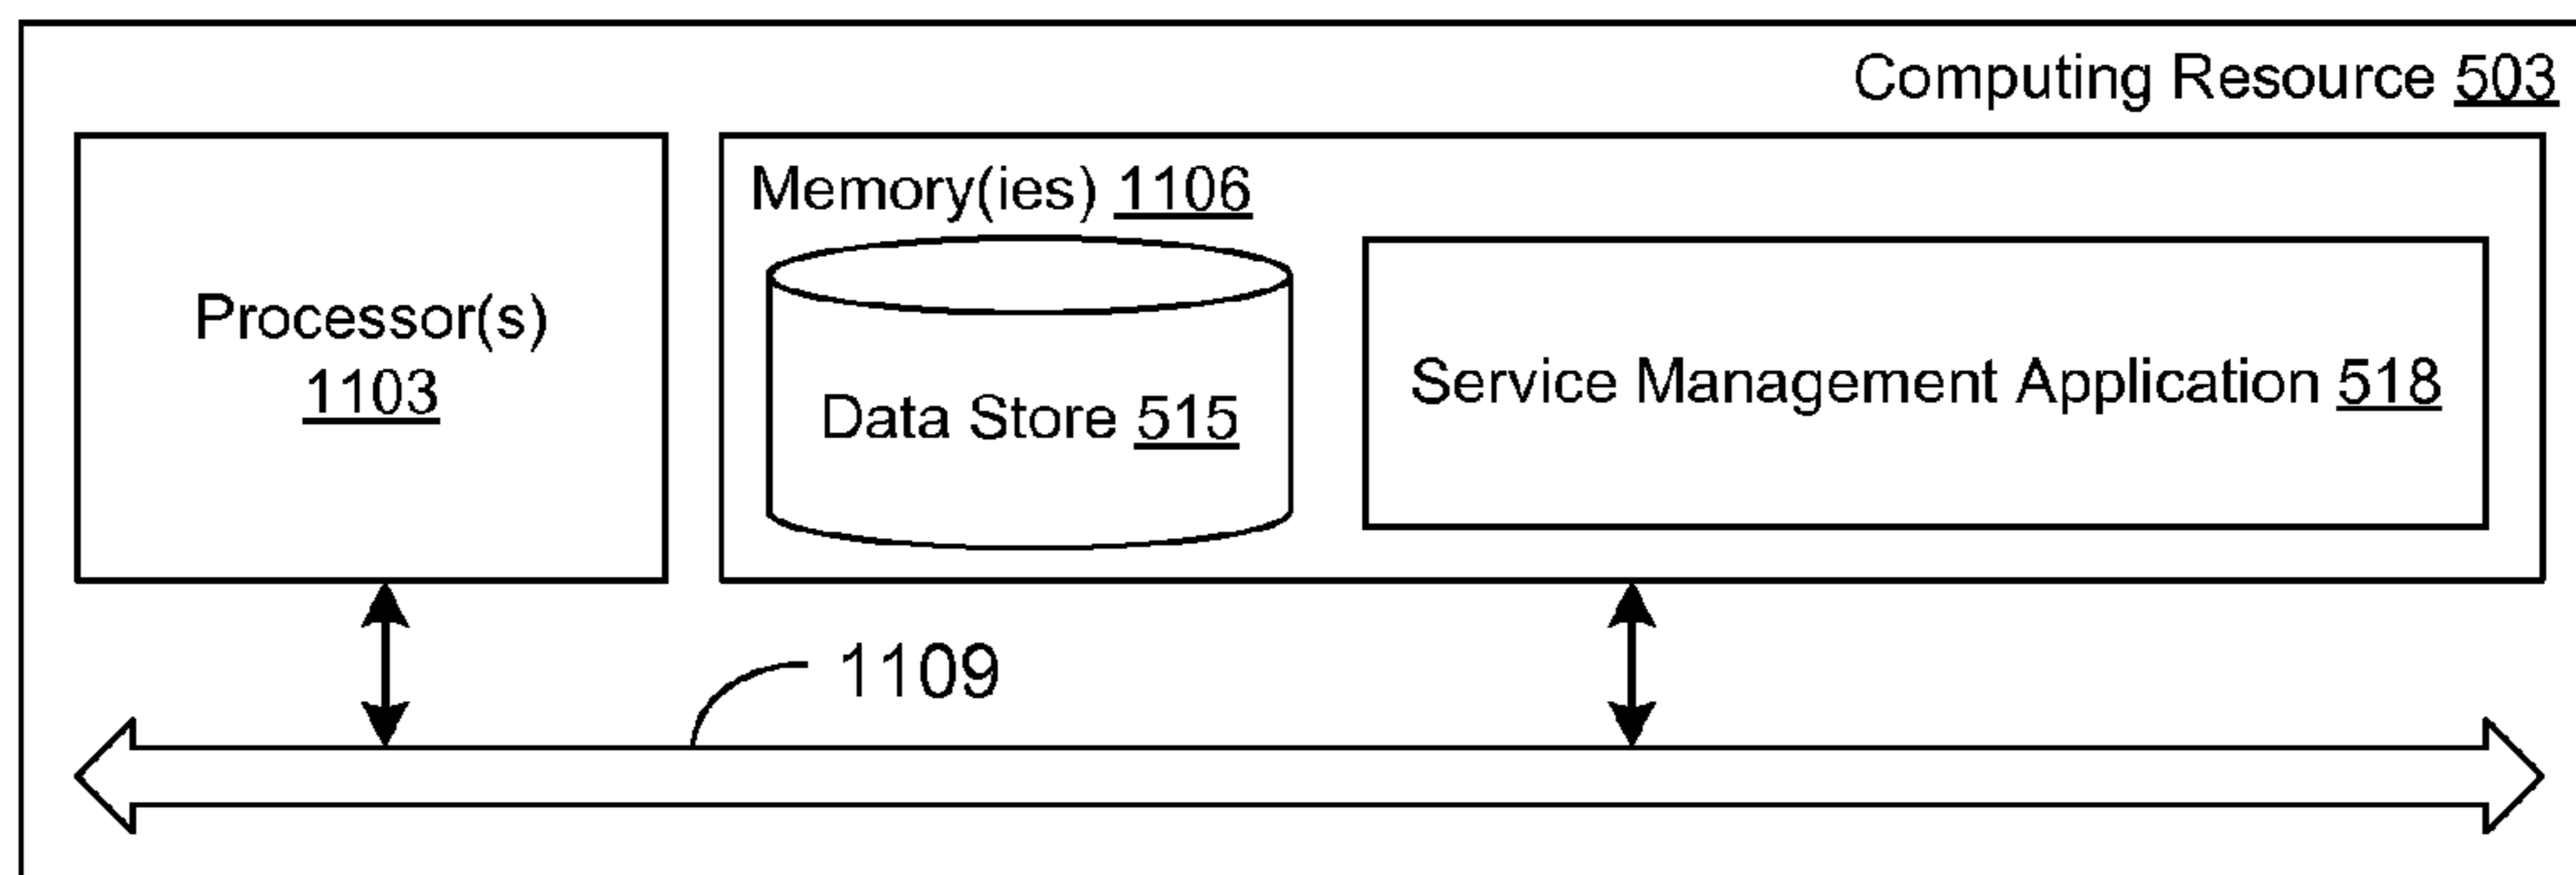 Computing Resource 503
Memory(ies) 1106
Processor(s)
1103
Data Store 515
Service Management Application 518
1109